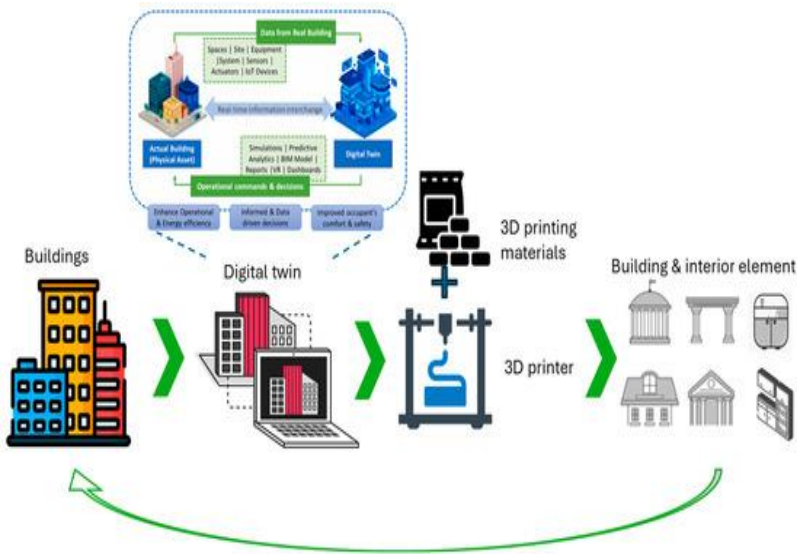 Data from Real Building
Spaces | Site | Equipment
|System | Sensors |
Actuators | IoT Devices
Real-time information interchange
Actual Building
(Physical Asset)
Digital Twin
Simulations | Predictive
Analytics | BIM Model |
Reports |VR | Dashboards
Operational commands & decisions
Enhance Operational
& Energy efficiency
Informed & Data
driven decisions
Improved occupant's
comfort & safety
Buildings
Digital twin
3D printing
materials
3D printer
Building & interior element